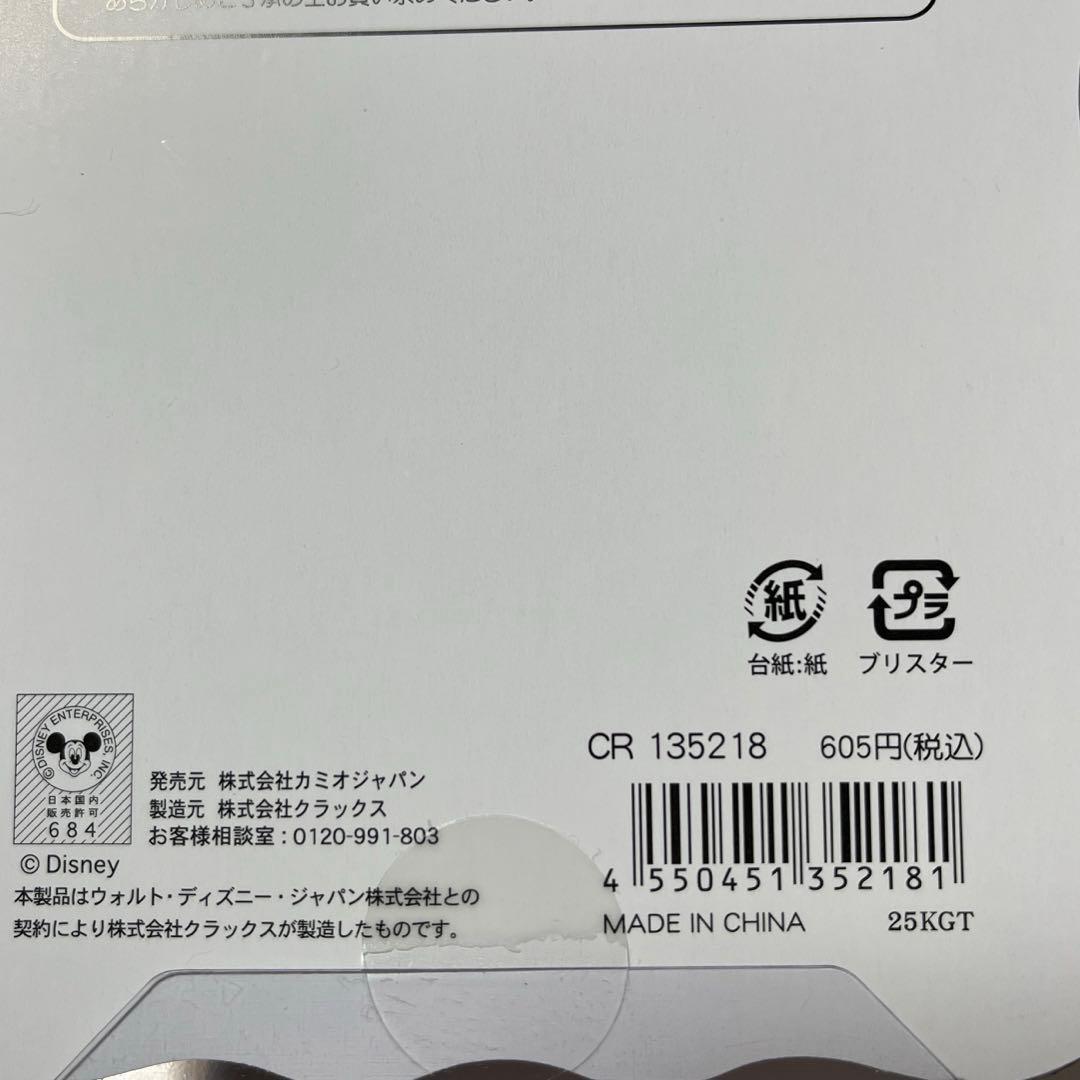 紙
プラ
台紙:紙 ブリスター
CR 135218 605円(税込)
4 550451 352181
MADE IN CHINA 25KGT
©DISNEY ENTERPRISES, INC.
日本国内
販売許可
684
発売元 株式会社カミオジャパン
製造元 株式会社クラックス
お客様相談室:0120-991-803
© Disney
本製品はウォルト・ディズニー・ジャパン株式会社との
契約により株式会社クラックスが製造したものです。